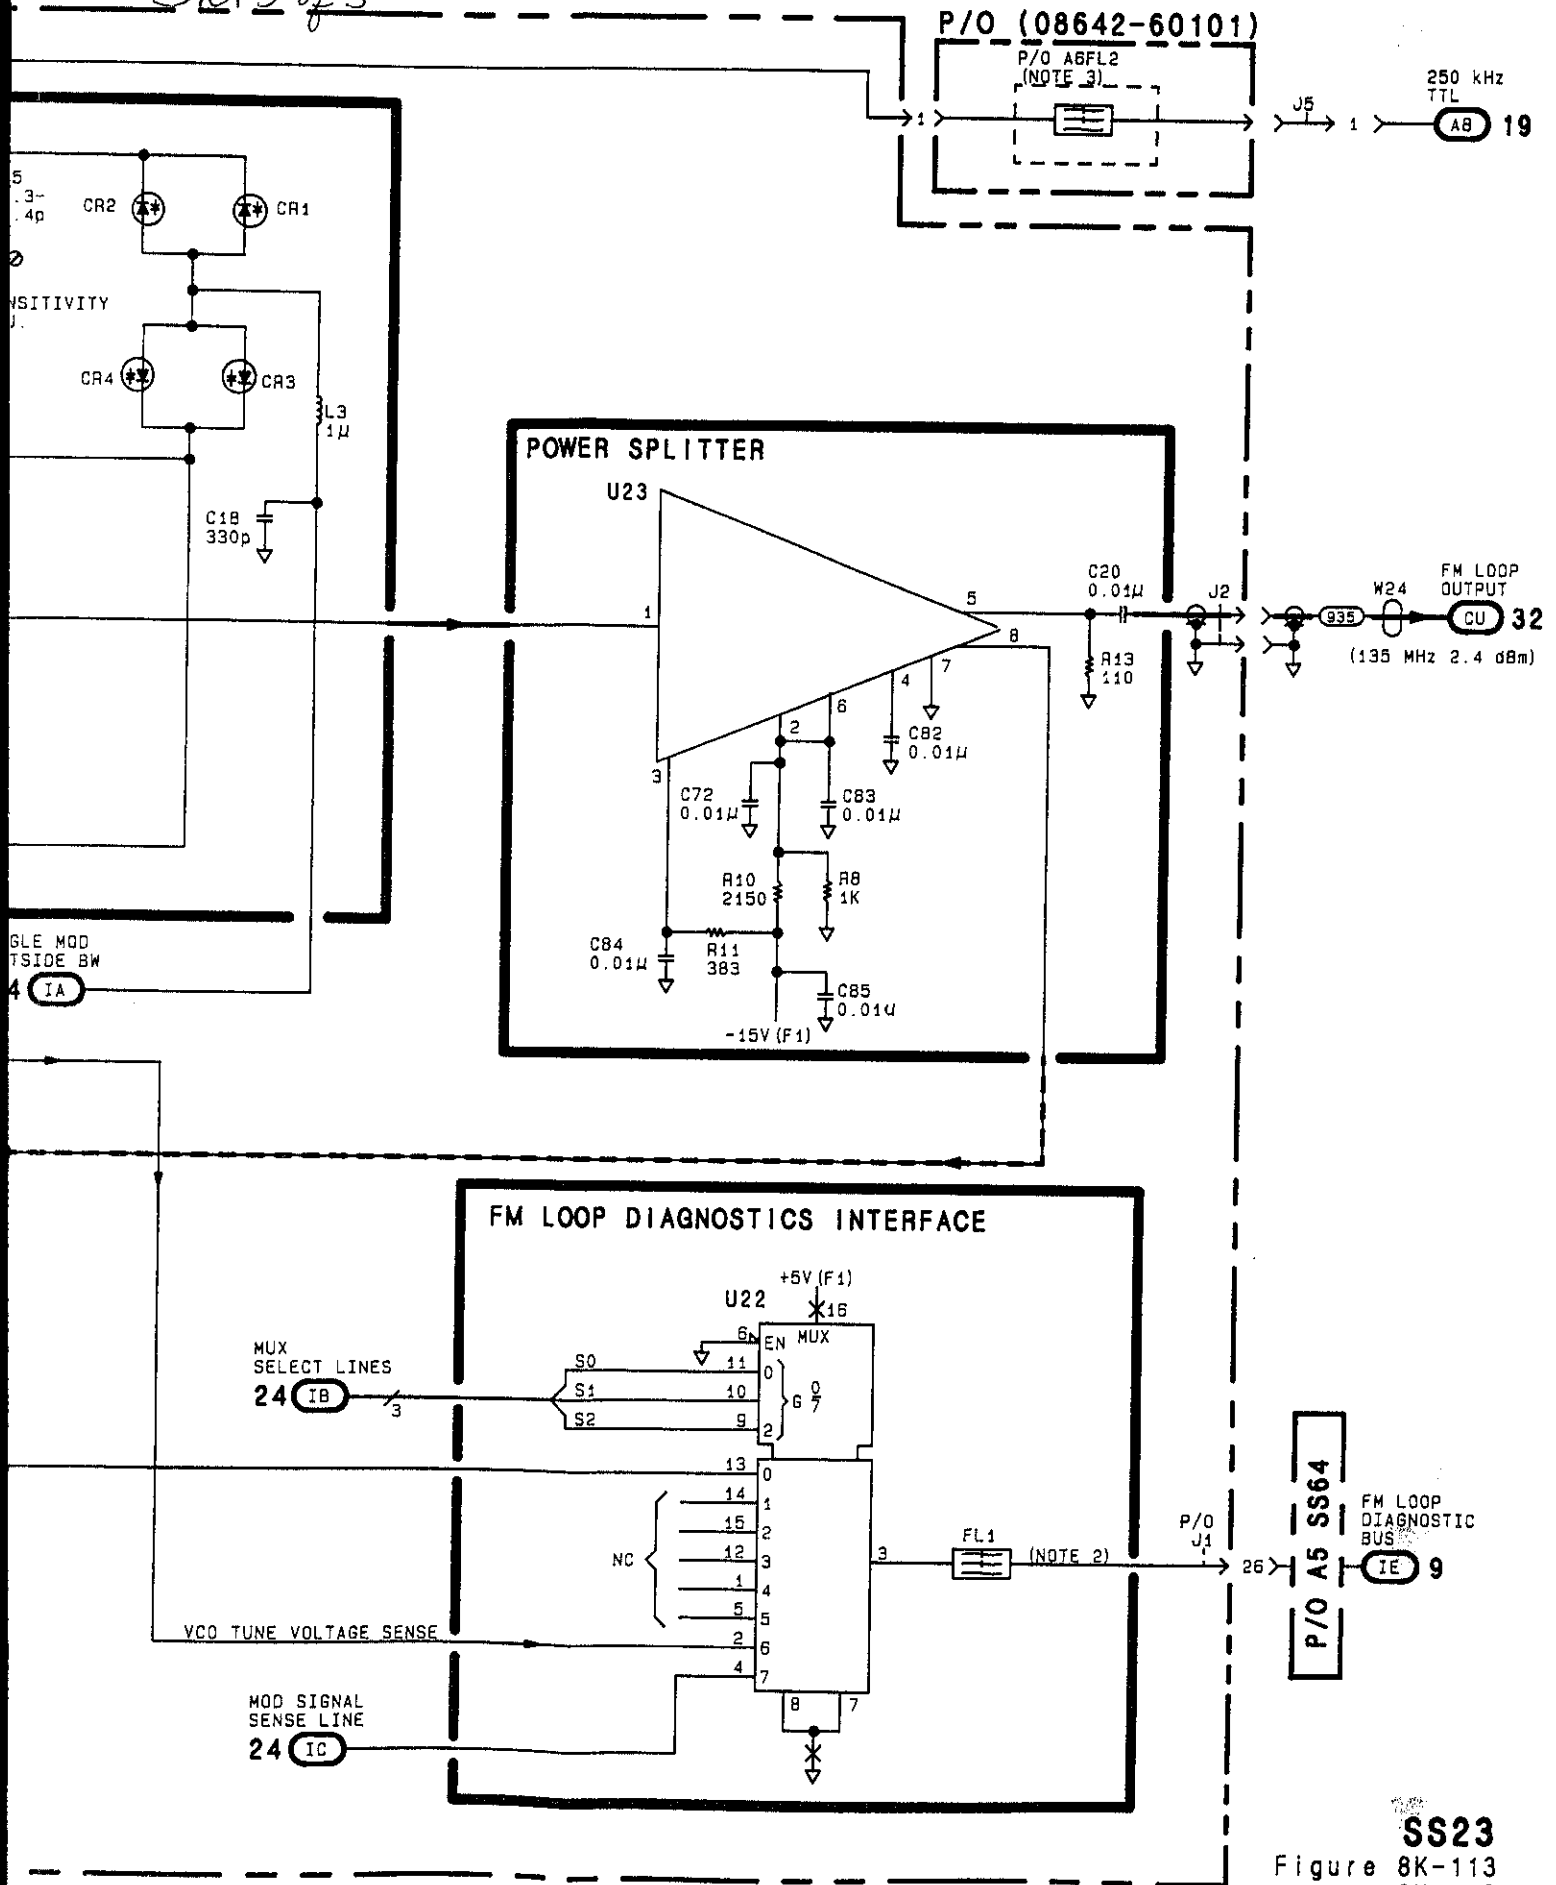 P/O (08642-60101)
P/O A6FL2
(NOTE 3)
1
J5
1
250 kHz
TTL
AB 19
5
.3-
.4p
CR2
CR1
NSITIVITY
J.
CR4
CR3
L3
1µ
C18
330p
POWER SPLITTER
U23
1
5
8
7
4
6
2
3
C20
0.01µ
R13
110
J2
935
W24
FM LOOP
OUTPUT
CU 32
(135 MHz 2.4 dBm)
C82
0.01µ
C72
0.01µ
C83
0.01µ
R10
2150
R8
1K
C84
0.01µ
R11
383
C85
0.01µ
-15V (F1)
GLE MOD
TSIDE BW
4 IA
FM LOOP DIAGNOSTICS INTERFACE
+5V (F1)
U22
16
MUX
6
EN
MUX
SELECT LINES
24 IB
3
S0
11
0
S1
10
G 0/7
S2
9
2
13
0
14
1
15
2
NC
12
3
1
4
5
5
VCO TUNE VOLTAGE SENSE
2
6
4
7
8
7
3
FL1
(NOTE 2)
P/O
J1
26
P/O A5 SS64
FM LOOP
DIAGNOSTIC
BUS
IE 9
MOD SIGNAL
SENSE LINE
24 IC
SS23
Figure 8K-113